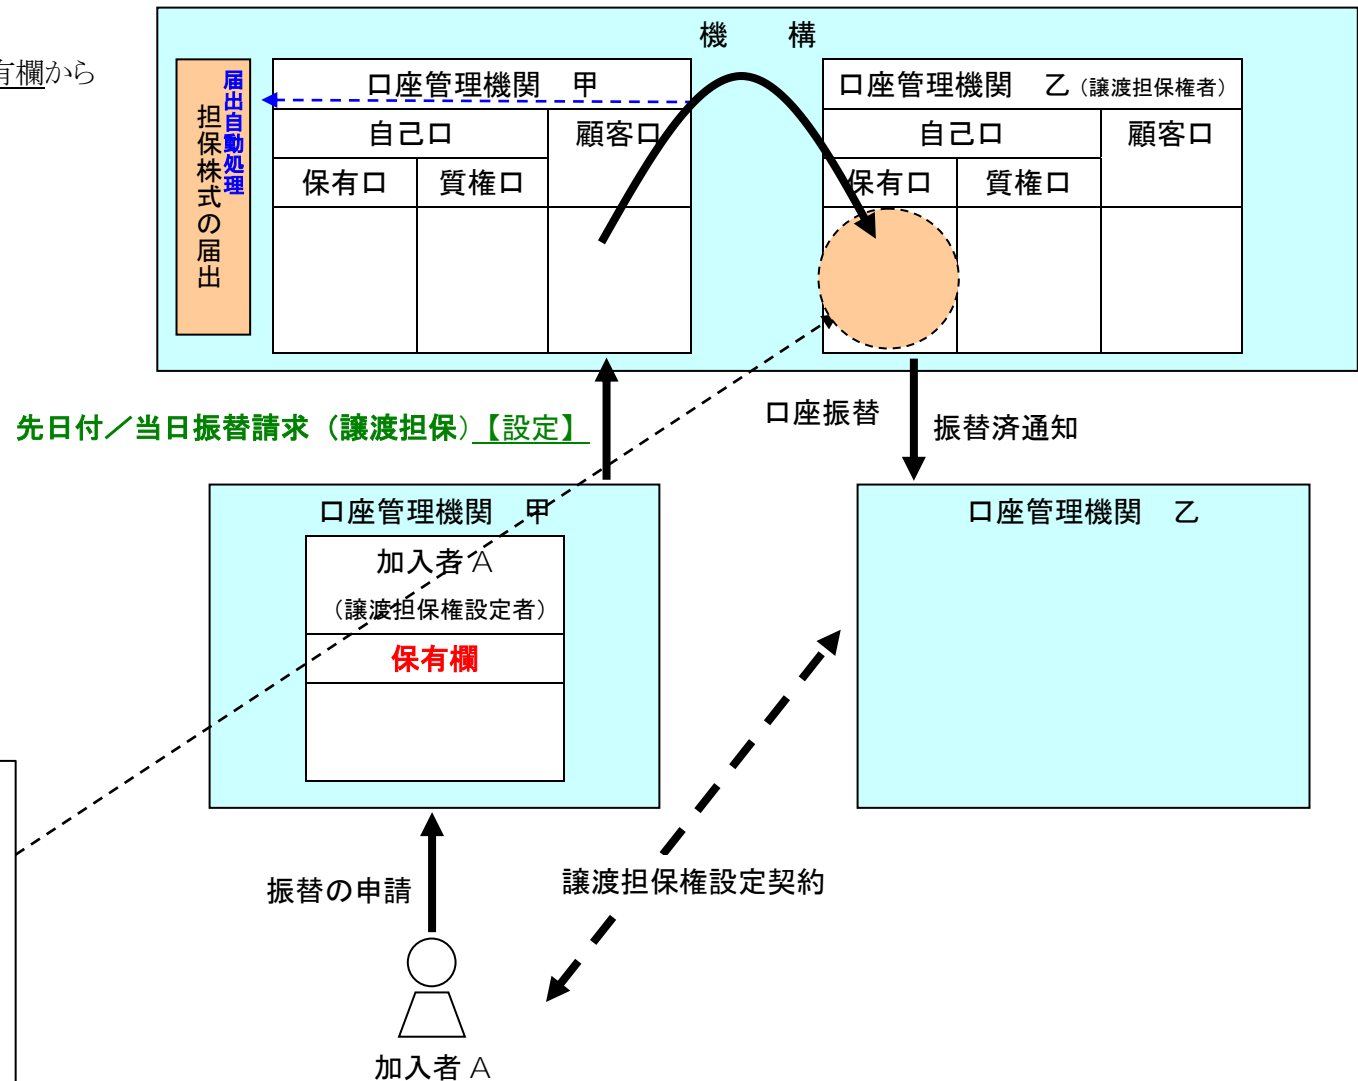 機　構
有欄から
届出自動処理
担保株式の届出
口座管理機関　甲
自己口
顧客口
保有口
質権口
口座管理機関　乙（譲渡担保権者）
自己口
顧客口
保有口
質権口
先日付／当日振替請求（譲渡担保）【設定】
口座振替
振替済通知
口座管理機関　甲
加入者 A
（譲渡担保権設定者）
保有欄
口座管理機関　乙
振替の申請
譲渡担保権設定契約
加入者 A